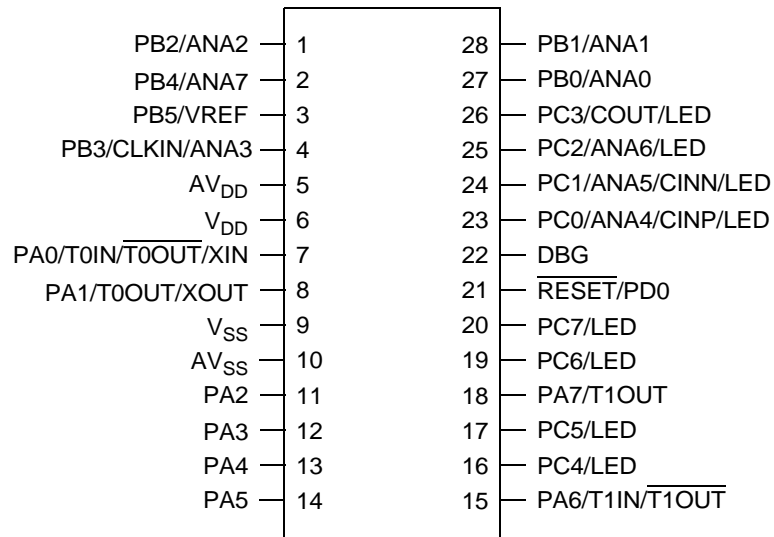 PB2/ANA2 1 28 PB1/ANA1
PB4/ANA7 2 27 PB0/ANA0
PB5/VREF 3 26 PC3/COUT/LED
PB3/CLKIN/ANA3 4 25 PC2/ANA6/LED
AVDD 5 24 PC1/ANA5/CINN/LED
VDD 6 23 PC0/ANA4/CINP/LED
PA0/T0IN/T0OUT/XIN 7 22 DBG
PA1/T0OUT/XOUT 8 21 RESET/PD0
VSS 9 20 PC7/LED
AVSS 10 19 PC6/LED
PA2 11 18 PA7/T1OUT
PA3 12 17 PC5/LED
PA4 13 16 PC4/LED
PA5 14 15 PA6/T1IN/T1OUT